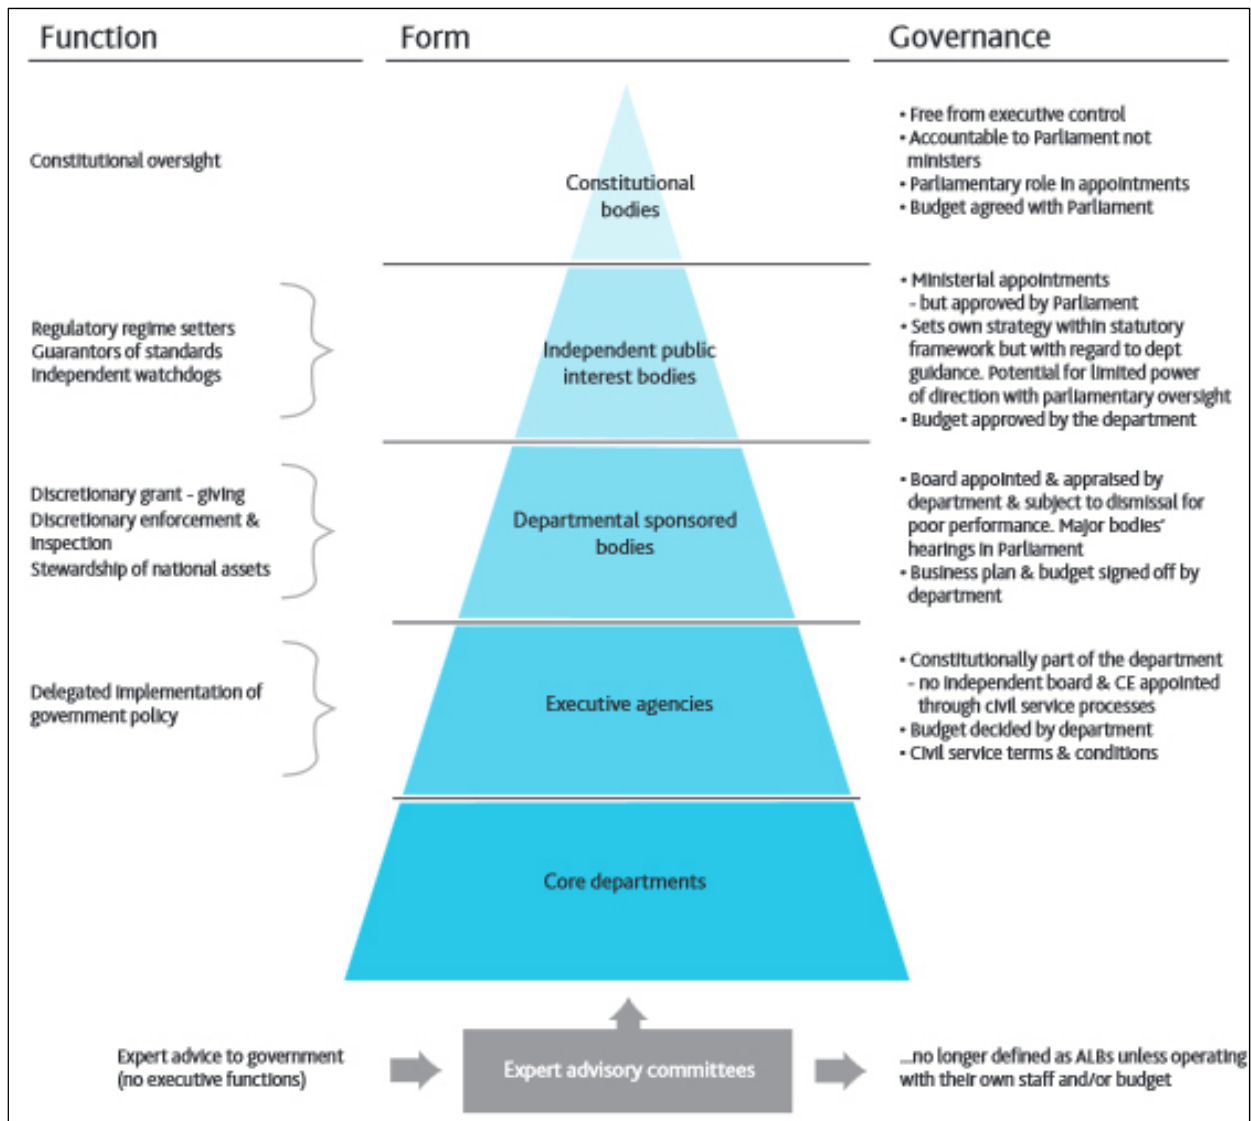 Function
Form
Governance
Constitutional oversight
Constitutional
bodies
• Free from executive control
• Accountable to Parliament not
ministers
• Parliamentary role in appointments
• Budget agreed with Parliament
Regulatory regime setters
Guarantors of standards
Independent watchdogs
Independent public
interest bodies
• Ministerial appointments
- but approved by Parliament
• Sets own strategy within statutory
framework but with regard to dept
guidance. Potential for limited power
of direction with parliamentary oversight
• Budget approved by the department
Discretionary grant - giving
Discretionary enforcement &
inspection
Stewardship of national assets
Departmental sponsored
bodies
• Board appointed & appraised by
department & subject to dismissal for
poor performance. Major bodies'
hearings in Parliament
• Business plan & budget signed off by
department
Delegated implementation of
government policy
Executive agencies
• Constitutionally part of the department
- no independent board & CE appointed
through civil service processes
• Budget decided by department
• Civil service terms & conditions
Core departments
Expert advice to government
(no executive functions)
Expert advisory committees
...no longer defined as ALBs unless operating
with their own staff and/or budget